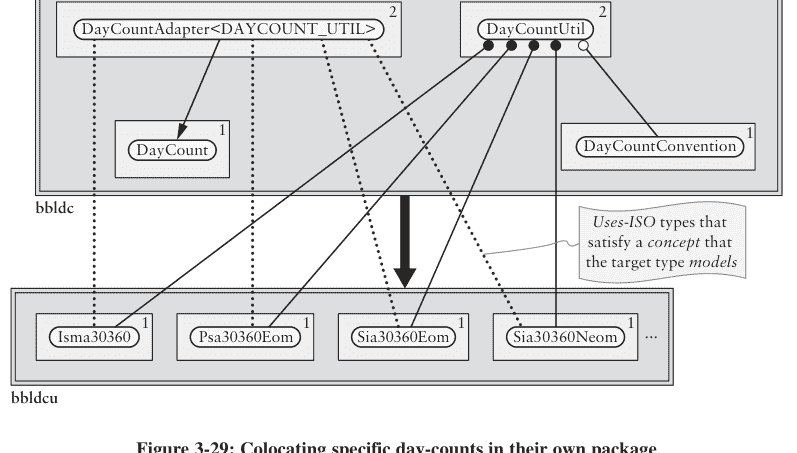 2
2
DayCountAdapter<DAYCOUNT_UTIL>
DayCountUtil
1
1
DayCount
DayCountConvention
bbldc
Uses-ISO types that
satisfy a concept that
the target type models
1
1
1
1
Isma30360
Psa30360Eom
Sia30360Eom
Sia30360Neom
...
bbldcu
Figure 3-29: Colocating specific day-counts in their own package